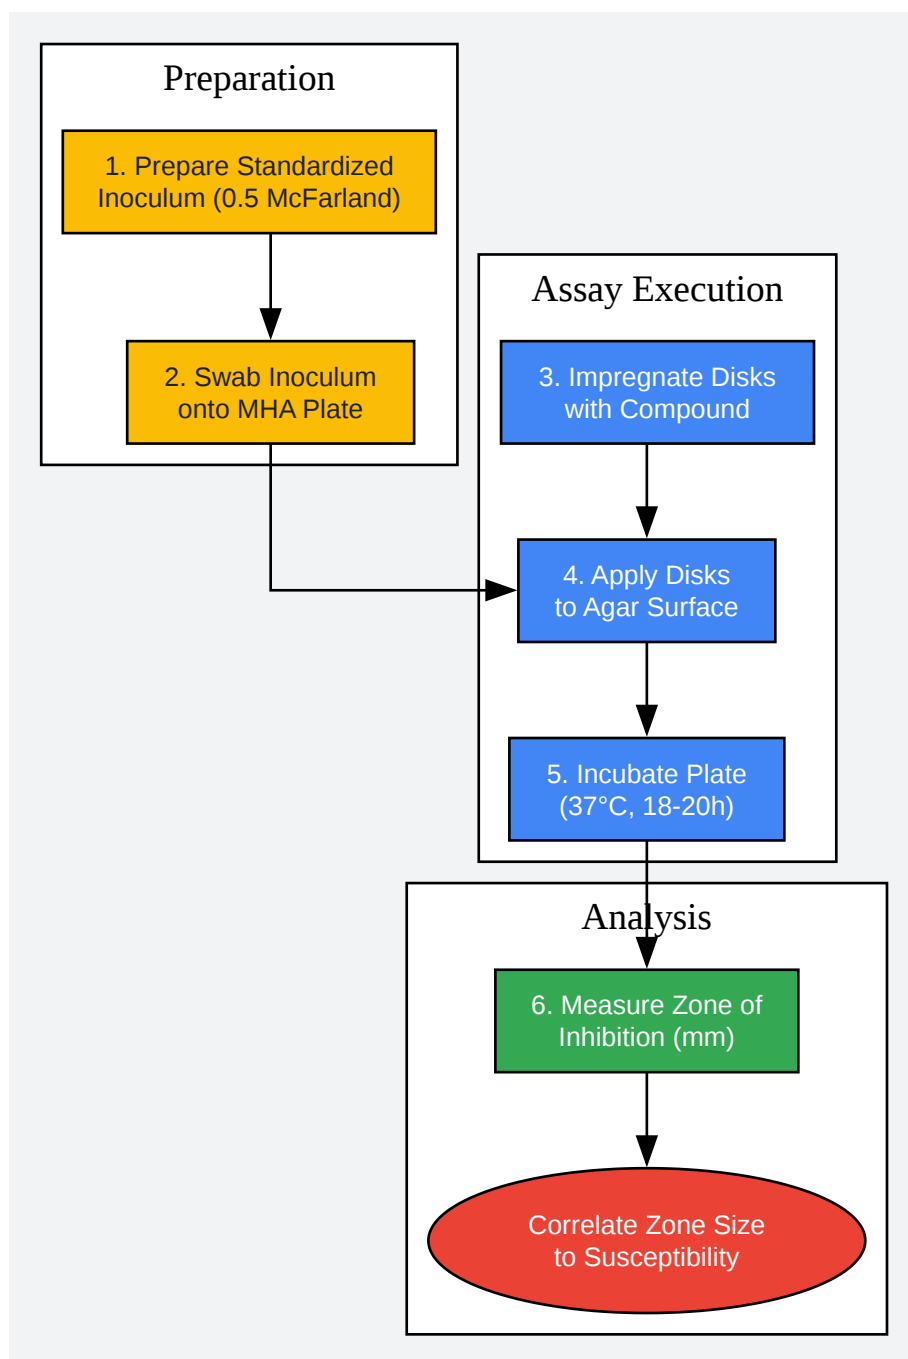 Preparation
1. Prepare Standardized
Inoculum (0.5 McFarland)
2. Swab Inoculum
onto MHA Plate
Assay Execution
3. Impregnate Disks
with Compound
4. Apply Disks
to Agar Surface
5. Incubate Plate
(37°C, 18-20h)
Analysis
6. Measure Zone of
Inhibition (mm)
Correlate Zone Size
to Susceptibility